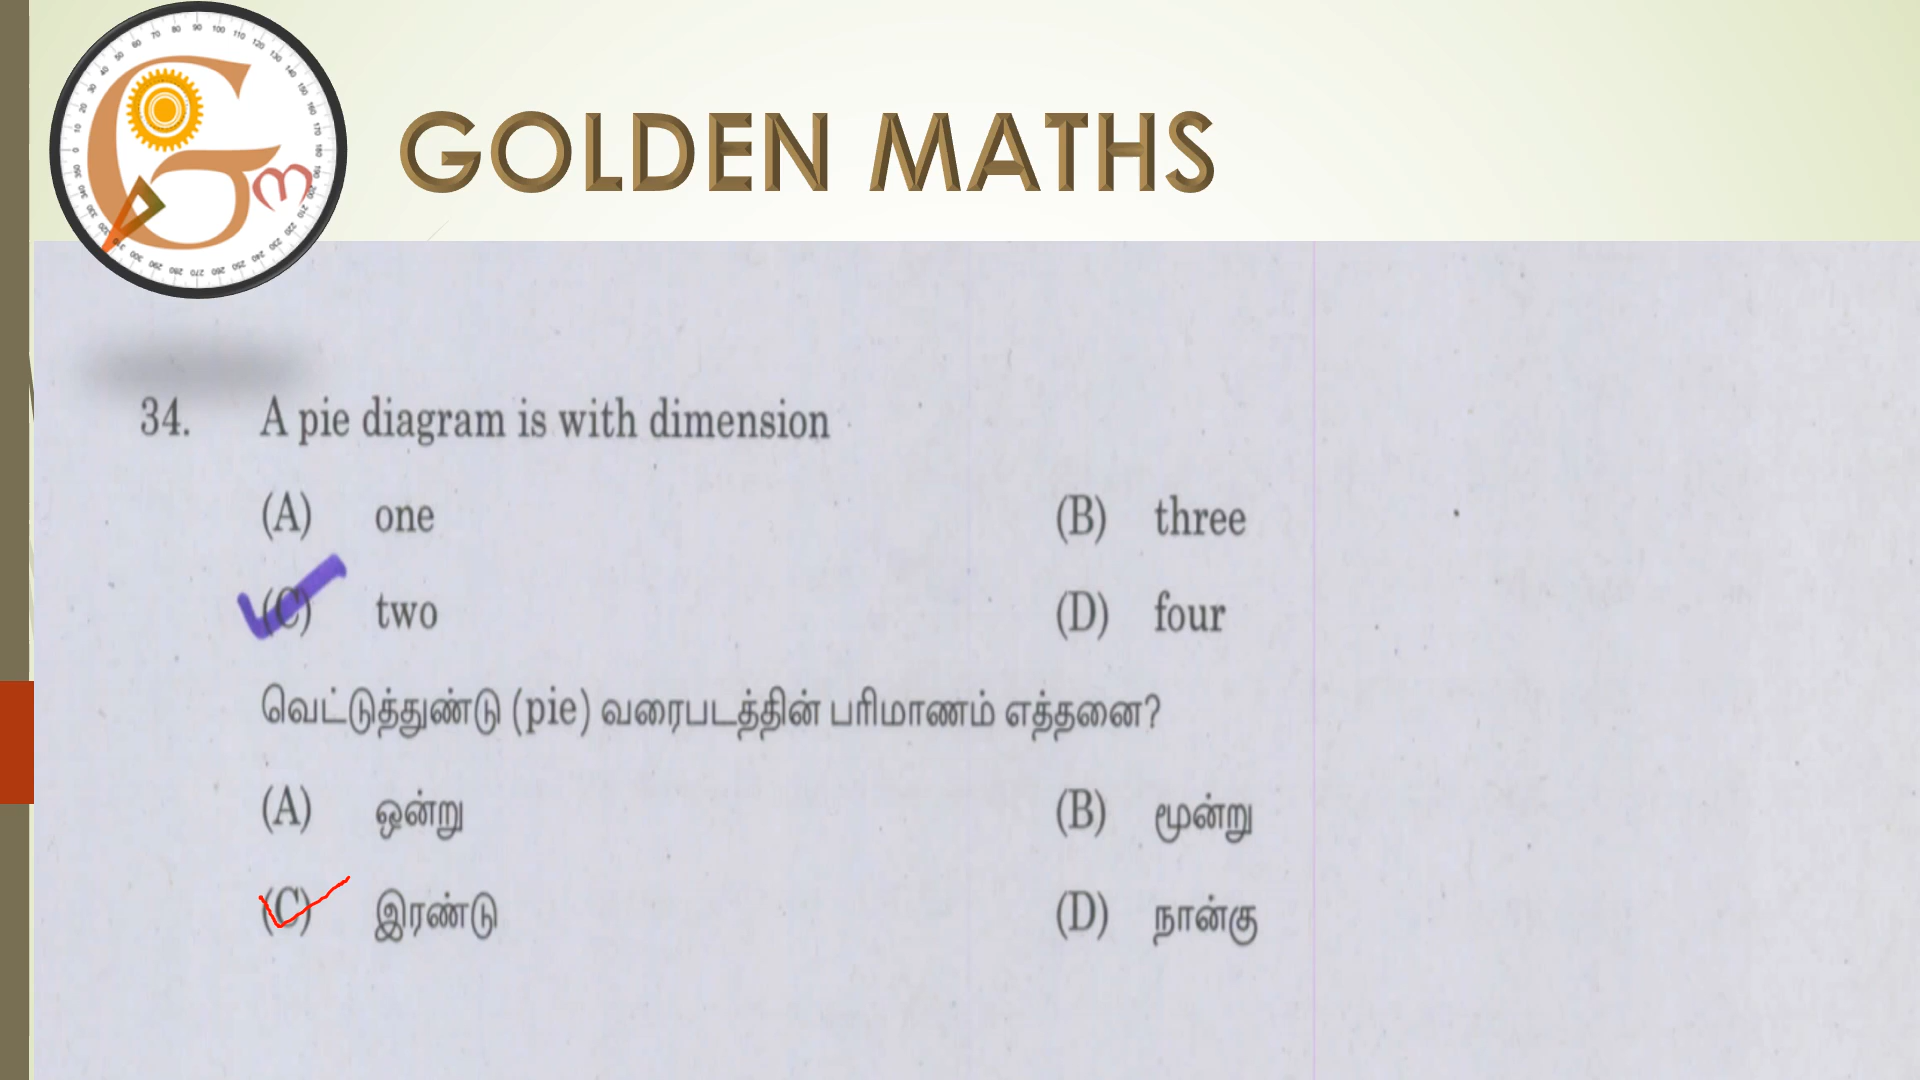 GOLDEN MATHS
34. A pie diagram is with dimension
(A) one (B) three
(C) two (D) four
வெட்டுத்துண்டு (pie) வரைபடத்தின் பரிமாணம் எத்தனை?
(A) ஒன்று (B) மூன்று
(C) இரண்டு (D) நான்கு